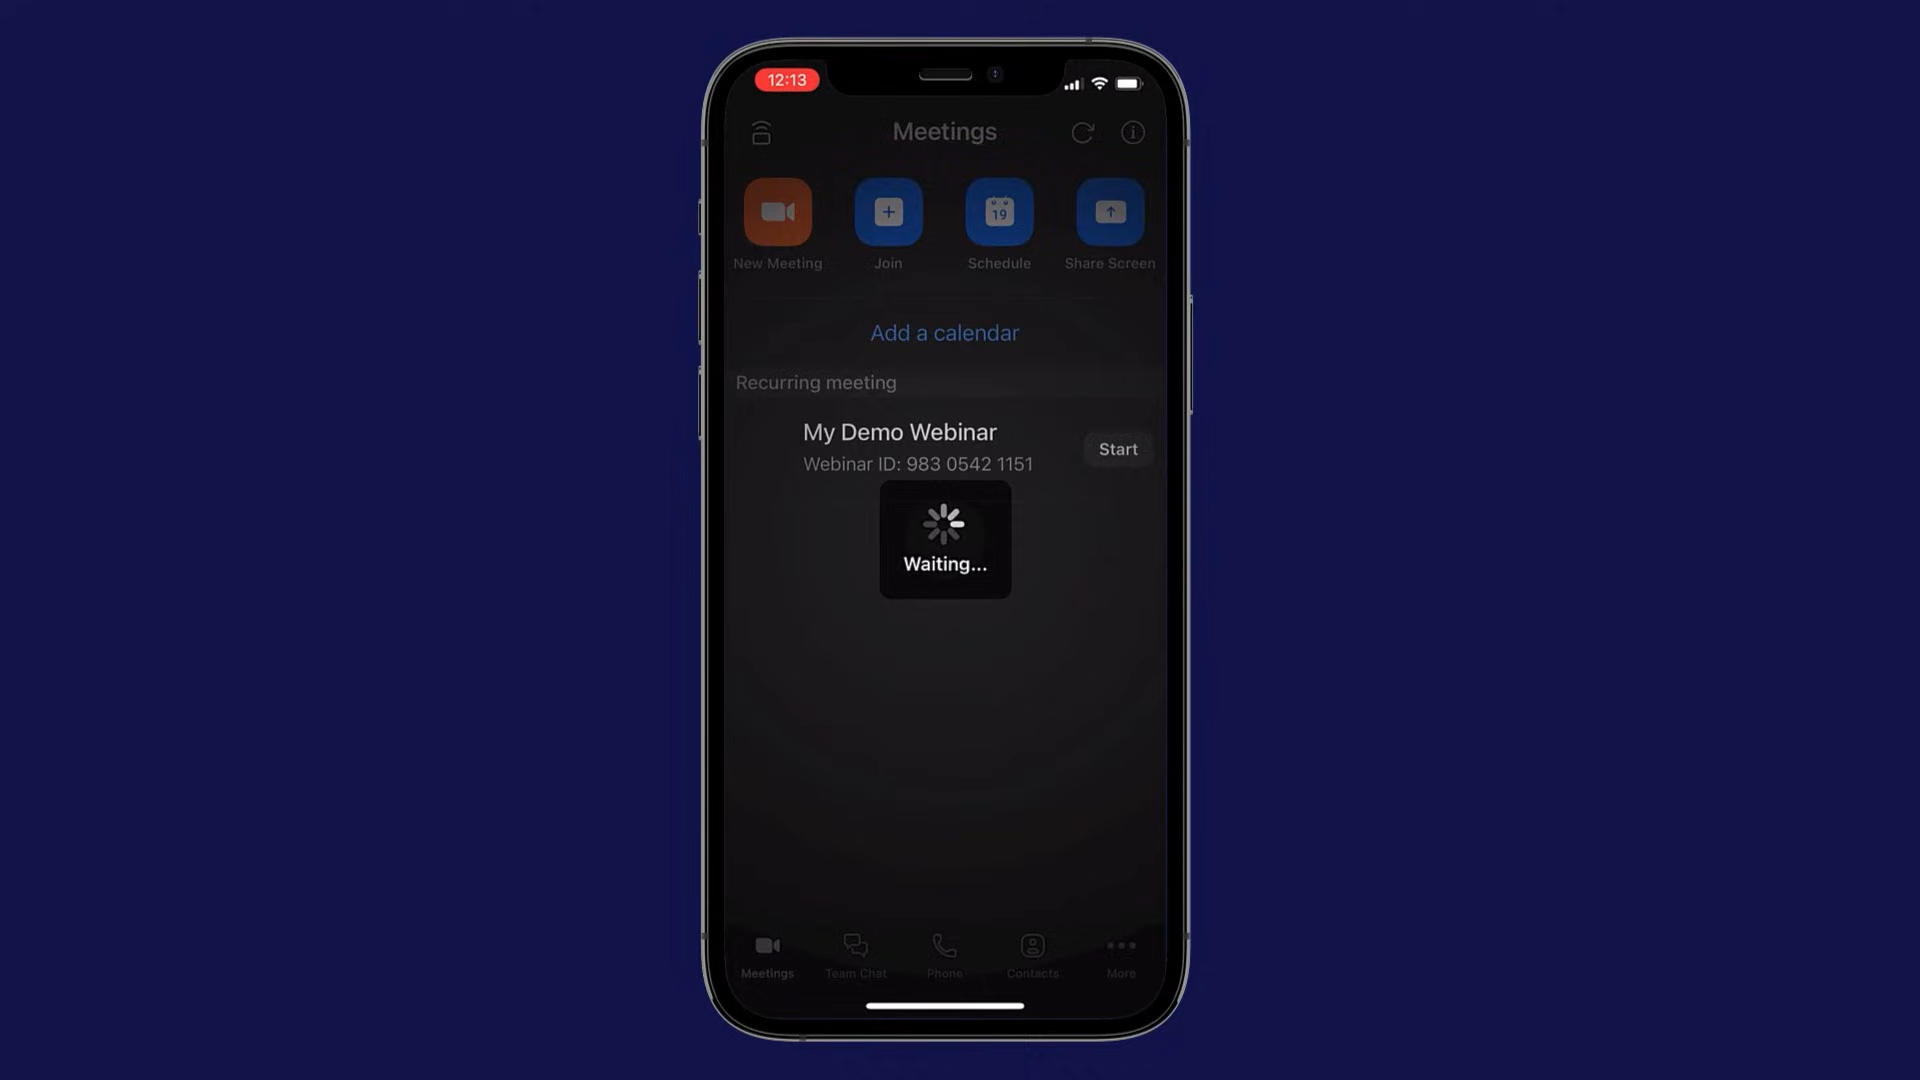 12:13
Meetings
19
New Meeting
Join
Schedule
Share Screen
Add a calendar
Recurring meeting
My Demo Webinar
Webinar ID: 983 0542 1151
Start
Waiting...
Meetings
Team Chat
Phone
Contacts
More